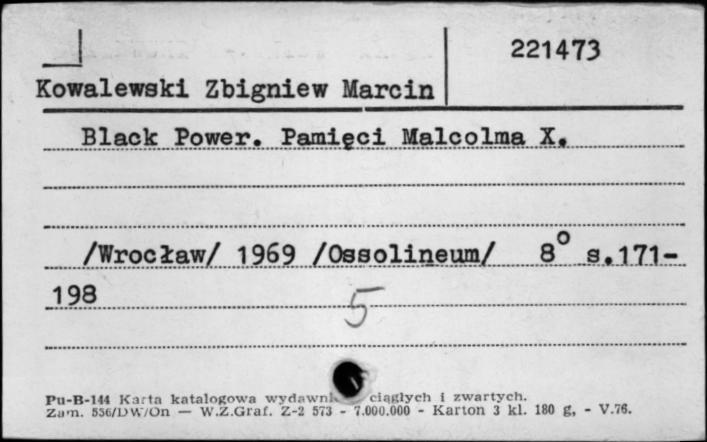 221473
Kowalewski Zbigniew Marcin
Black Power. Pamięci Malcolma X.
/Wrocław/ 1969 /Ossolineum/ 8° s.171-
198
5
Pu-B-144 Karta katalogowa wydawn ciągłych i zwartych.
Zam. 556/DW/On — W.Z.Graf. Z-2 573 - 7.000.000 - Karton 3 kl. 180 g. - V.76.